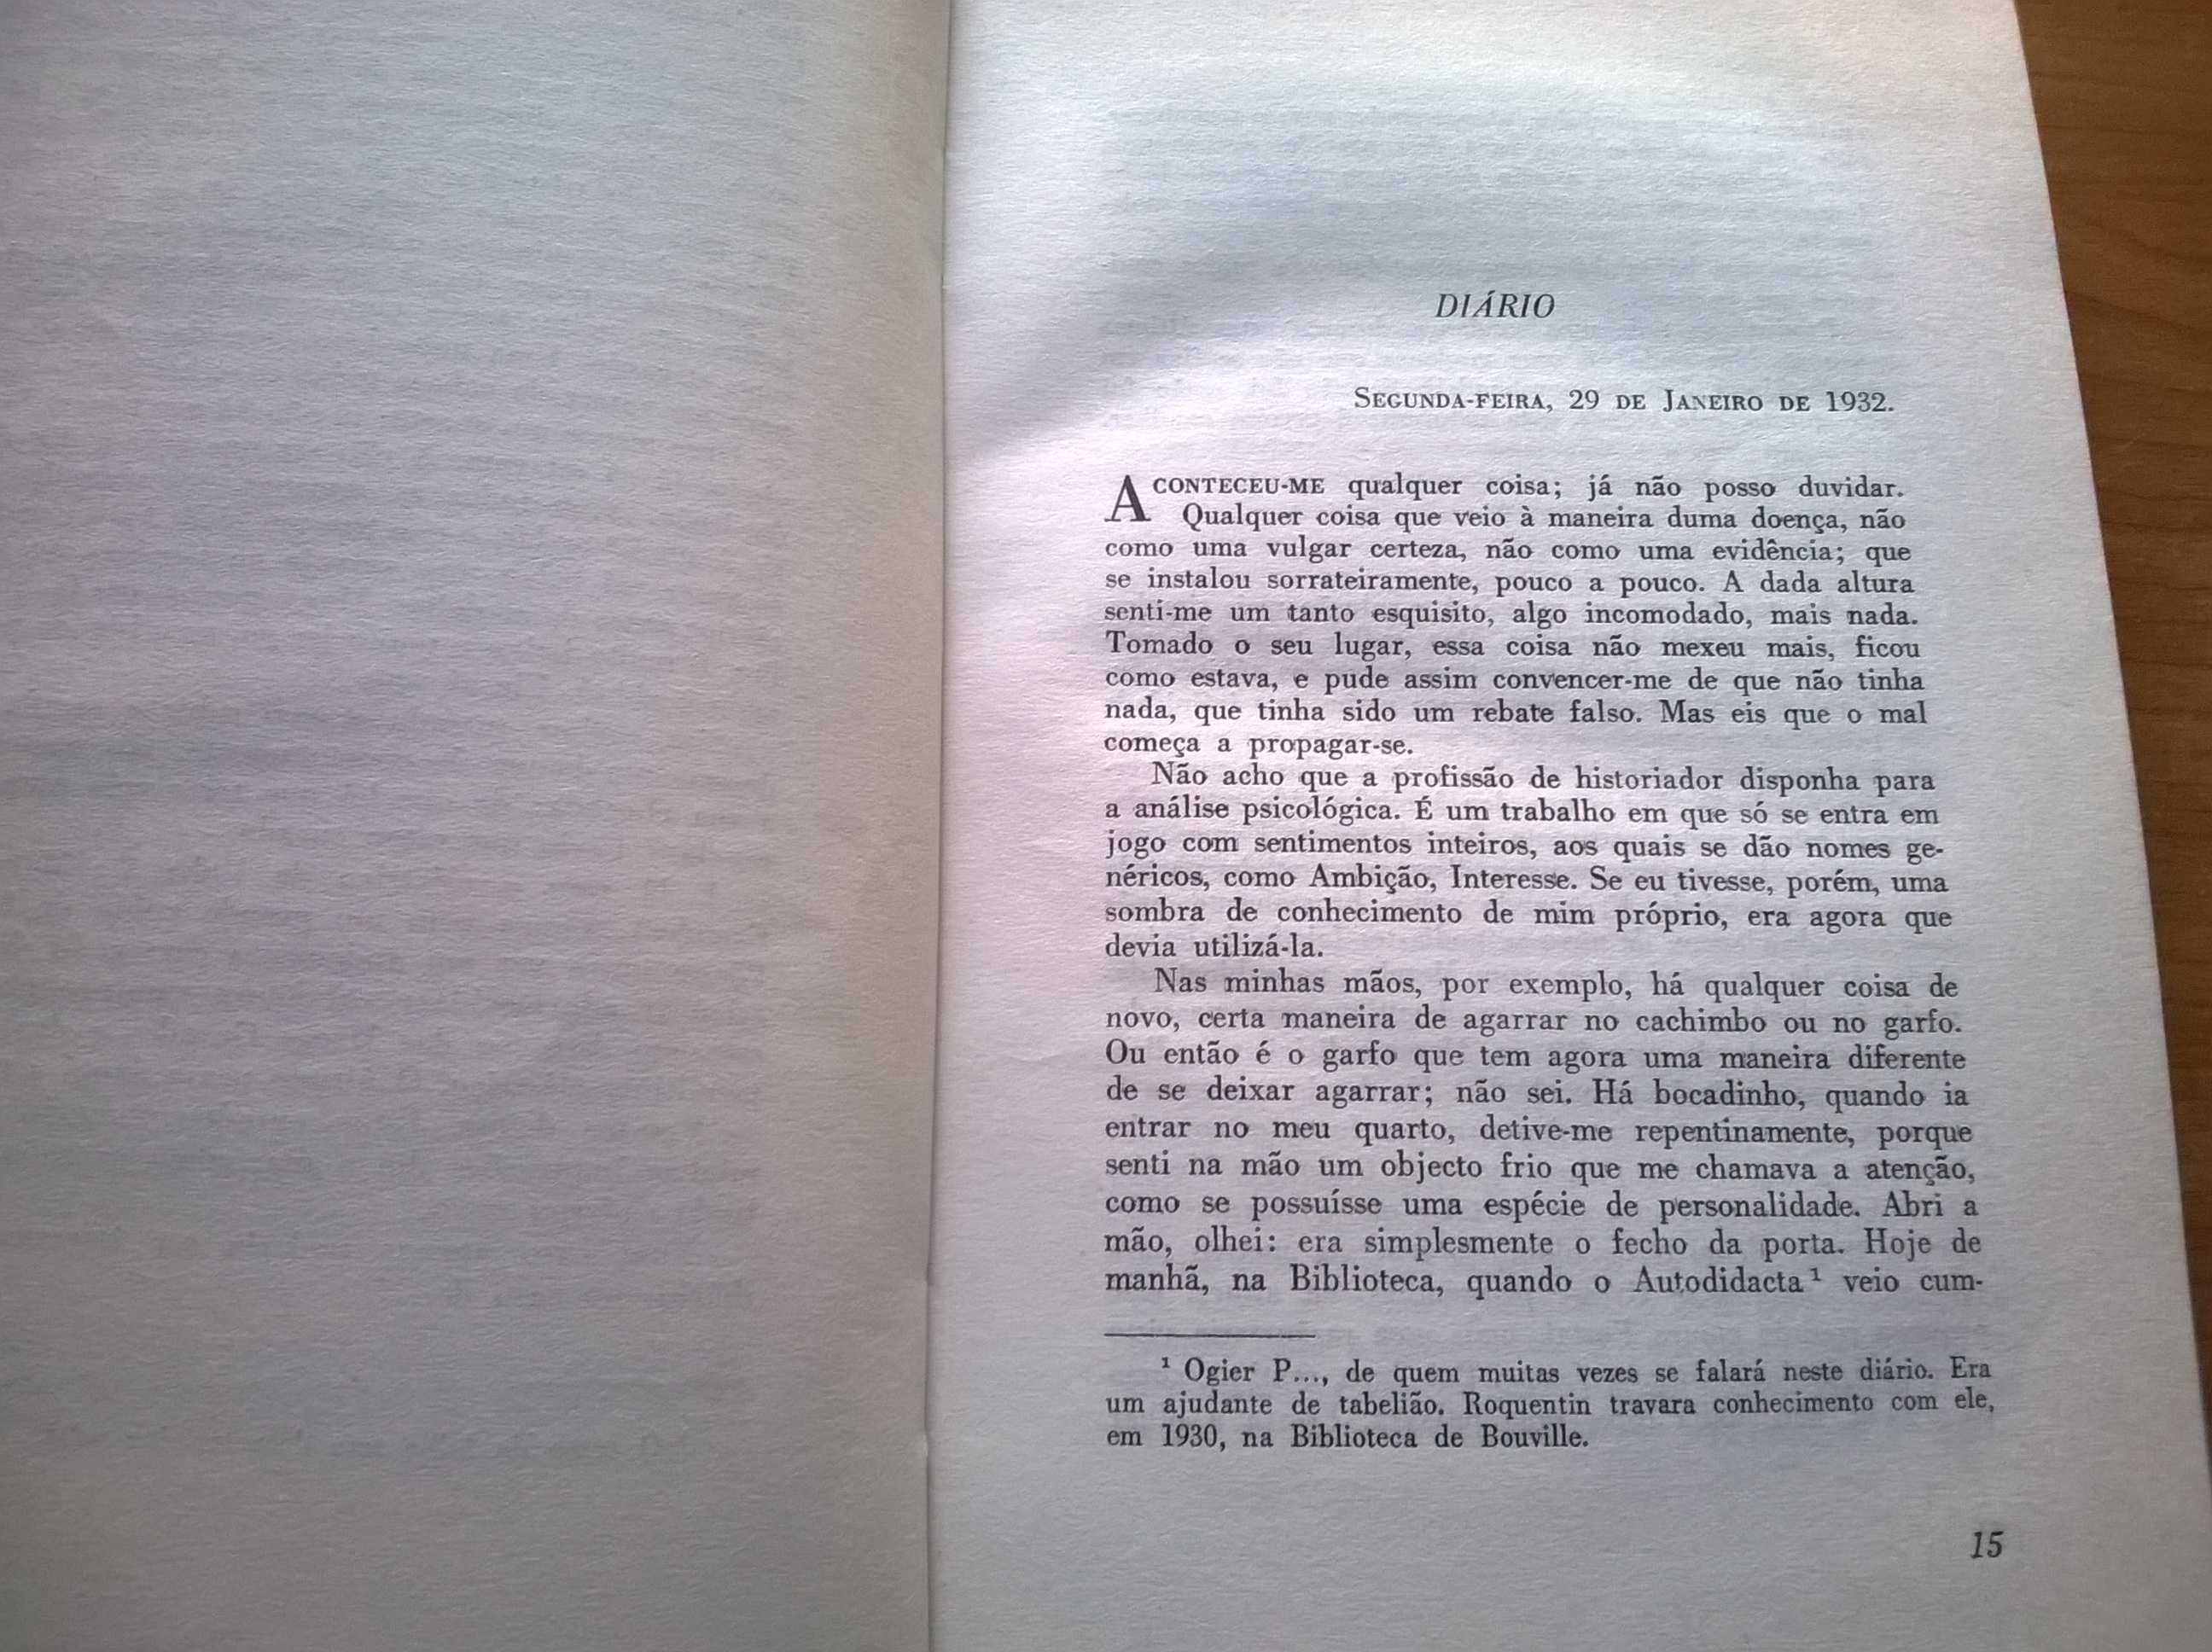 DIÁRIO
SEGUNDA-FEIRA, 29 DE JANEIRO DE 1932.
ACONTECEU-ME qualquer coisa; já não posso duvidar.
Qualquer coisa que veio à maneira duma doença, não
como uma vulgar certeza, não como uma evidência; que
se instalou sorrateiramente, pouco a pouco. A dada altura
senti-me um tanto esquisito, algo incomodado, mais nada.
Tomado o seu lugar, essa coisa não mexeu mais, ficou
como estava, e pude assim convencer-me de que não tinha
nada, que tinha sido um rebate falso. Mas eis que o mal
começa a propagar-se.
Não acho que a profissão de historiador disponha para
a análise psicológica. É um trabalho em que só se entra em
jogo com sentimentos inteiros, aos quais se dão nomes ge-
néricos, como Ambição, Interesse. Se eu tivesse, porém, uma
sombra de conhecimento de mim próprio, era agora que
devia utilizá-la.
Nas minhas mãos, por exemplo, há qualquer coisa de
novo, certa maneira de agarrar no cachimbo ou no garfo.
Ou então é o garfo que tem agora uma maneira diferente
de se deixar agarrar; não sei. Há bocadinho, quando ia
entrar no meu quarto, detive-me repentinamente, porque
senti na mão um objecto frio que me chamava a atenção,
como se possuísse uma espécie de personalidade. Abri a
mão, olhei: era simplesmente o fecho da porta. Hoje de
manhã, na Biblioteca, quando o Autodidacta ¹ veio cum-
¹ Ogier P..., de quem muitas vezes se falará neste diário. Era
um ajudante de tabelião. Roquentin travara conhecimento com ele,
em 1930, na Biblioteca de Bouville.
15